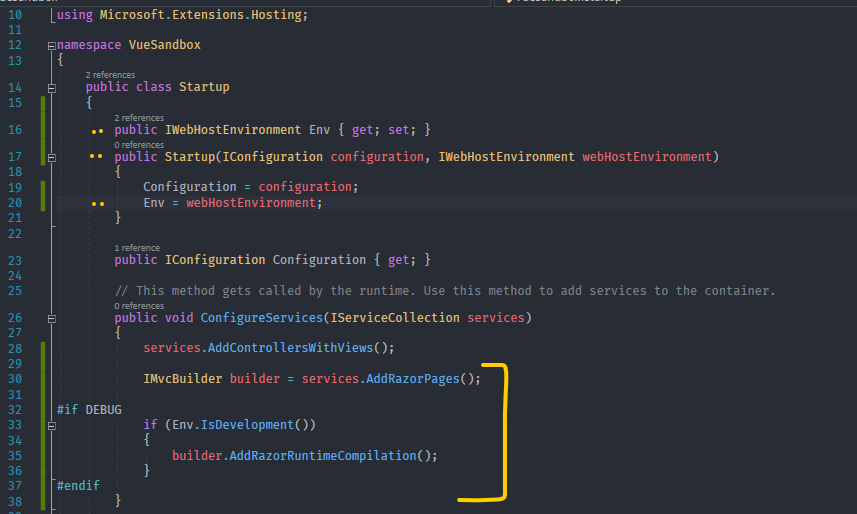 10 using Microsoft.Extensions.Hosting;
11
12 namespace VueSandbox
13 {
2 references
14 public class Startup
15 {
2 references
16 public IWebHostEnvironment Env { get; set; }
0 references
17 public Startup(IConfiguration configuration, IWebHostEnvironment webHostEnvironment)
18 {
19 Configuration = configuration;
20 Env = webHostEnvironment;
21 }
22
1 reference
23 public IConfiguration Configuration { get; }
24
25 // This method gets called by the runtime. Use this method to add services to the container.
0 references
26 public void ConfigureServices(IServiceCollection services)
27 {
28 services.AddControllersWithViews();
29
30 IMvcBuilder builder = services.AddRazorPages();
31
32 #if DEBUG
33 if (Env.IsDevelopment())
34 {
35 builder.AddRazorRuntimeCompilation();
36 }
37 #endif
38 }